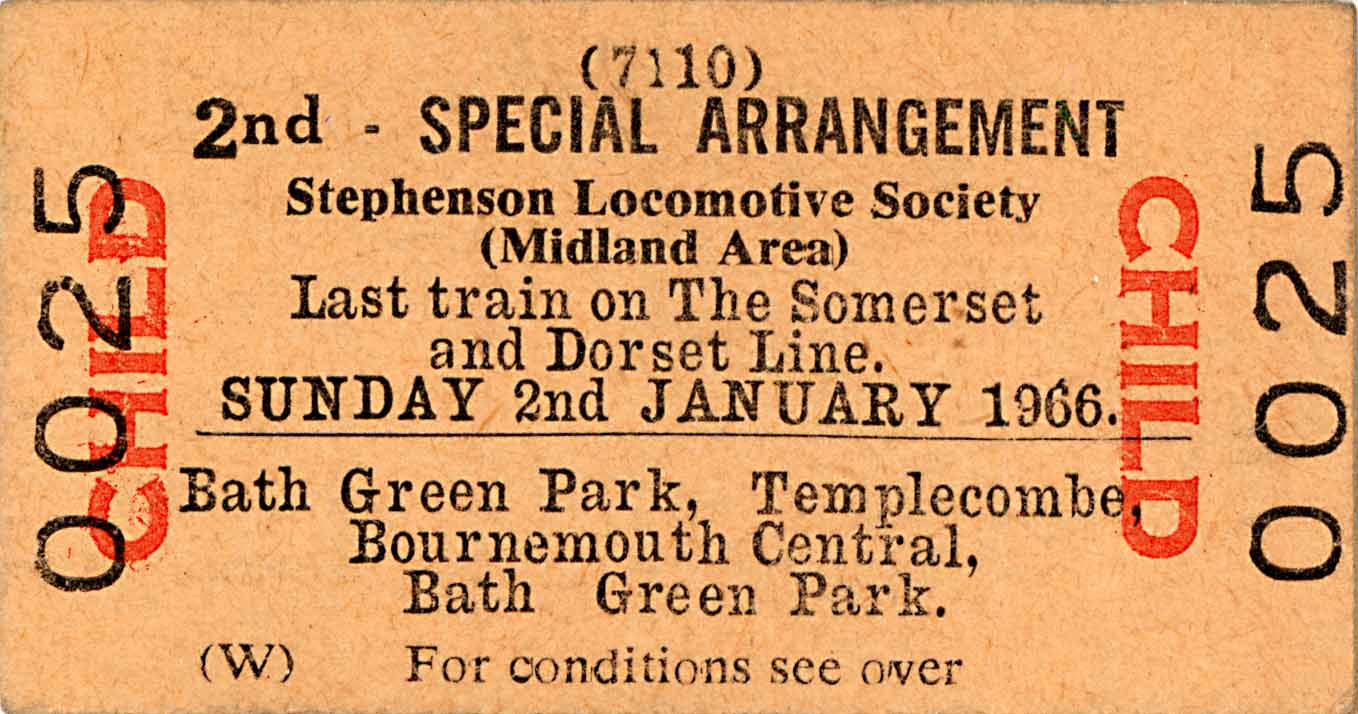 (7110)
2nd - SPECIAL ARRANGEMENT
Stephenson Locomotive Society
(Midland Area)
Last train on The Somerset
and Dorset Line.
SUNDAY 2nd JANUARY 1966.
Bath Green Park, Templecombe,
Bournemouth Central,
Bath Green Park.
(W) For conditions see over
0025
CHILD
CHILD
0025